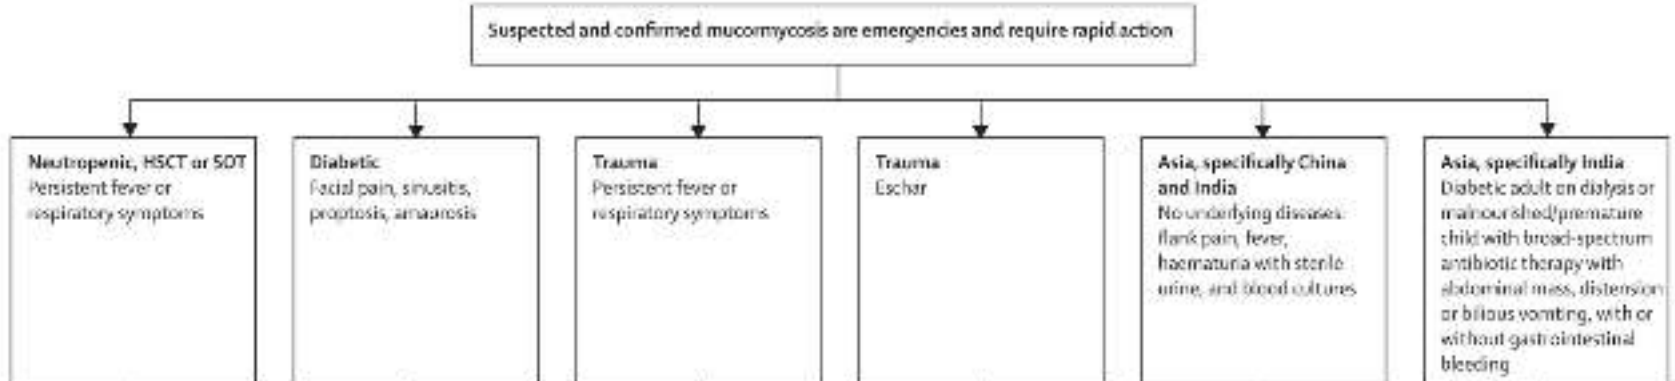 Suspected and confirmed mucormycosis are emergencies and require rapid action
Neutropenic, HSCT or SOT
Persistent fever or
respiratory symptoms
Diabetic
Facial pain, sinusitis,
proptosis, amaurosis
Trauma
Persistent fever or
respiratory symptoms
Trauma
Eschar
Asia, specifically China
and India
No underlying diseases:
flank pain, fever,
haematuria with sterile
urine, and blood cultures
Asia, specifically India
Diabetic adult on dialysis or
malnourished/premature
child with broad-spectrum
antibiotic therapy with
abdominal mass, distension
or bilious vomiting, with or
without gastrointestinal
bleeding